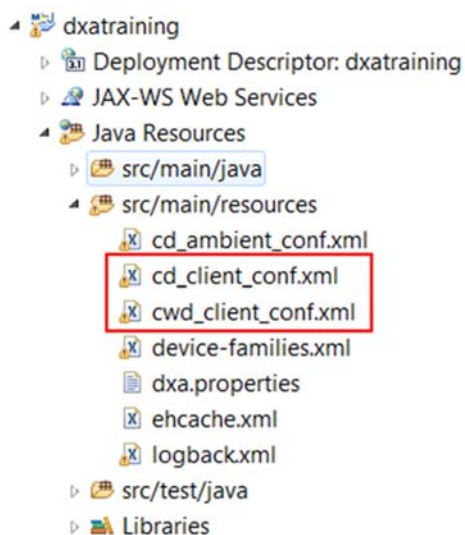 dxatraining
Deployment Descriptor: dxatraining
JAX-WS Web Services
Java Resources
src/main/java
src/main/resources
cd_ambient_conf.xml
cd_client_conf.xml
cwd_client_conf.xml
device-families.xml
dxa.properties
ehcache.xml
logback.xml
src/test/java
Libraries